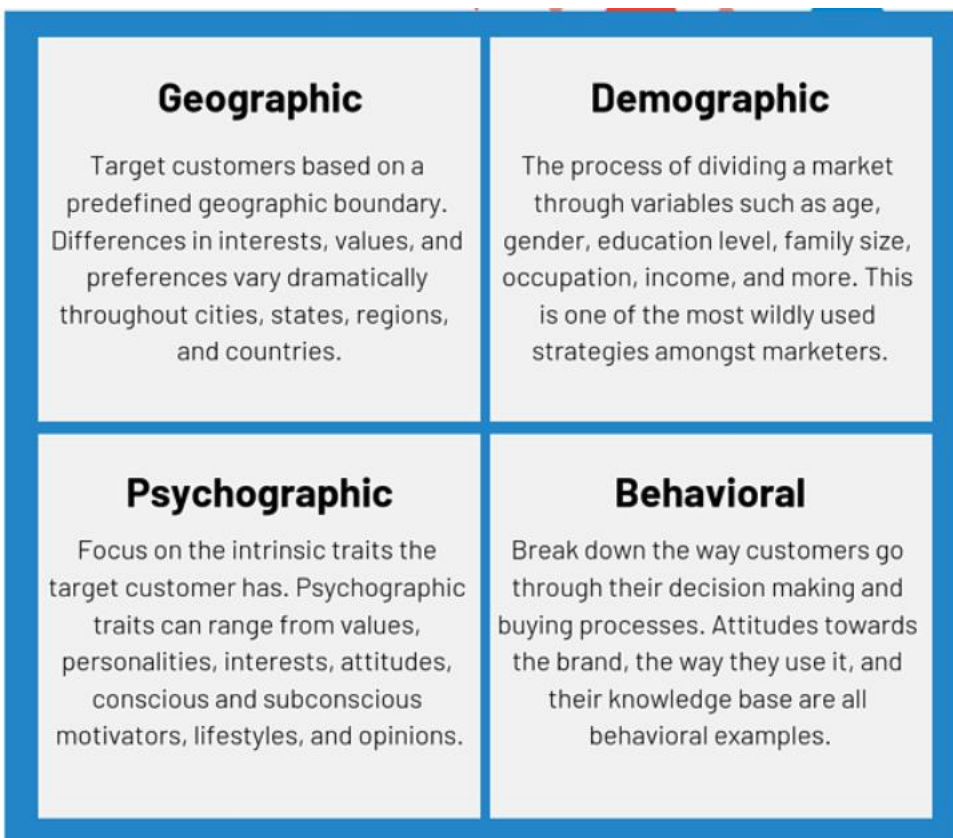 Geographic
Target customers based on a
predefined geographic boundary.
Differences in interests, values, and
preferences vary dramatically
throughout cities, states, regions,
and countries.
Demographic
The process of dividing a market
through variables such as age,
gender, education level, family size,
occupation, income, and more. This
is one of the most wildly used
strategies amongst marketers.
Psychographic
Focus on the intrinsic traits the
target customer has. Psychographic
traits can range from values,
personalities, interests, attitudes,
conscious and subconscious
motivators, lifestyles, and opinions.
Behavioral
Break down the way customers go
through their decision making and
buying processes. Attitudes towards
the brand, the way they use it, and
their knowledge base are all
behavioral examples.